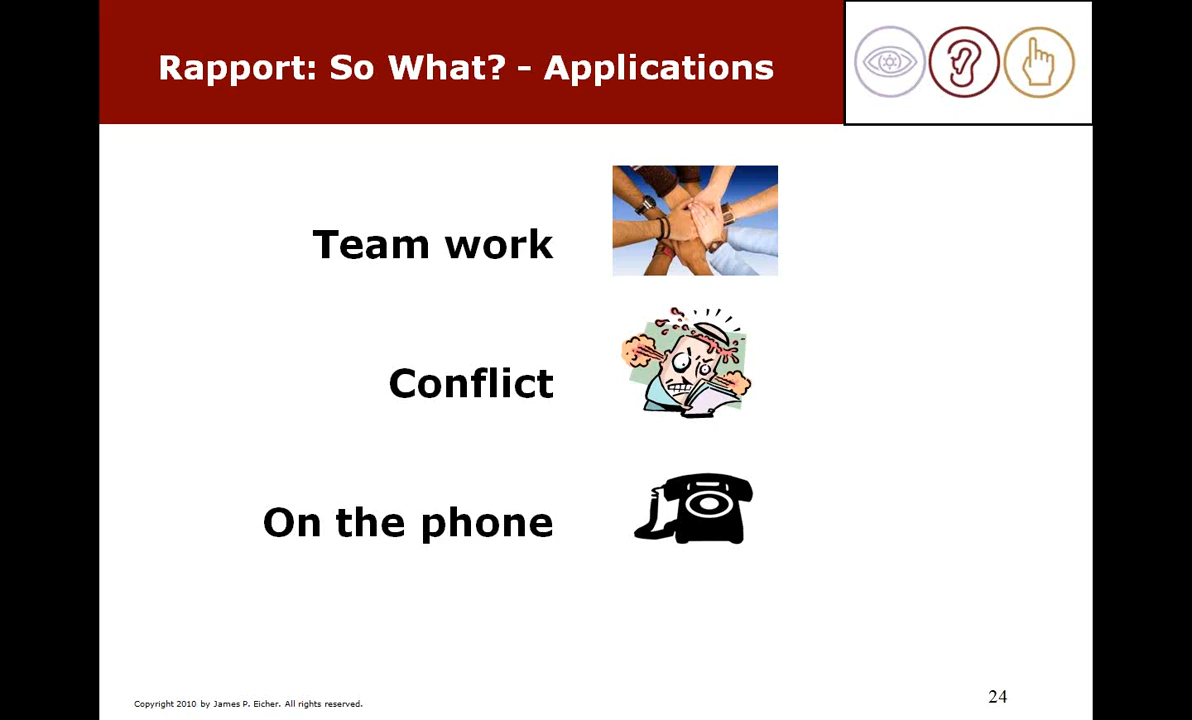 Rapport: So What? - Applications
Team work
Conflict
On the phone
Copyright 2010 by James P. Eicher. All rights reserved.
24